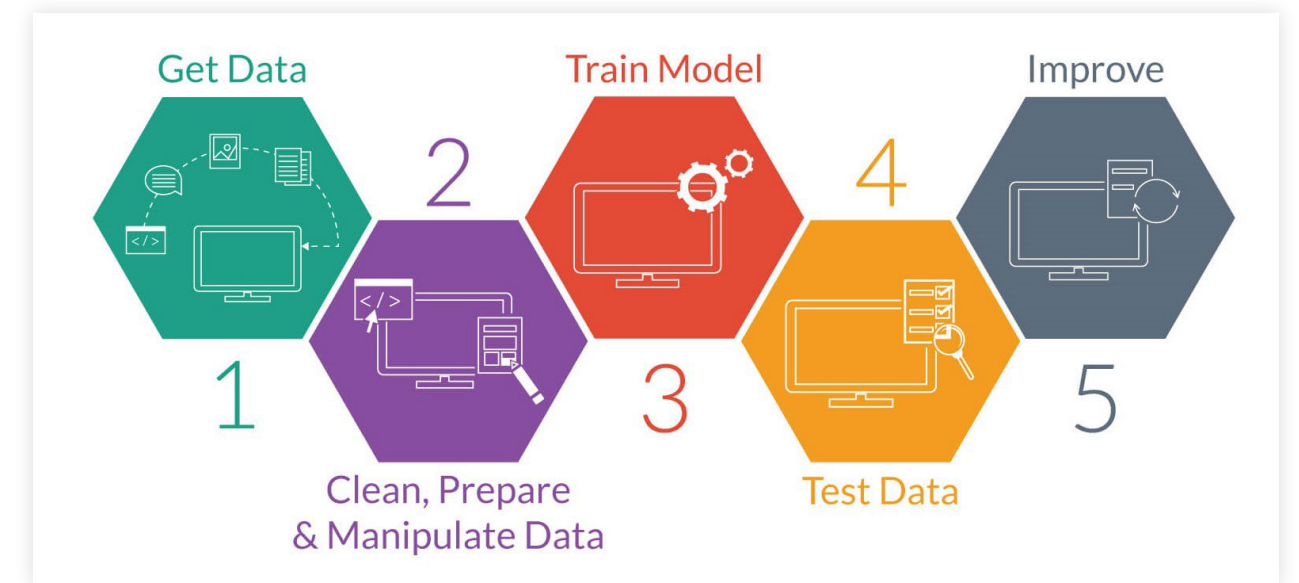 Get Data
1
2
Clean, Prepare
& Manipulate Data
Train Model
3
4
Test Data
Improve
5
</>
</>